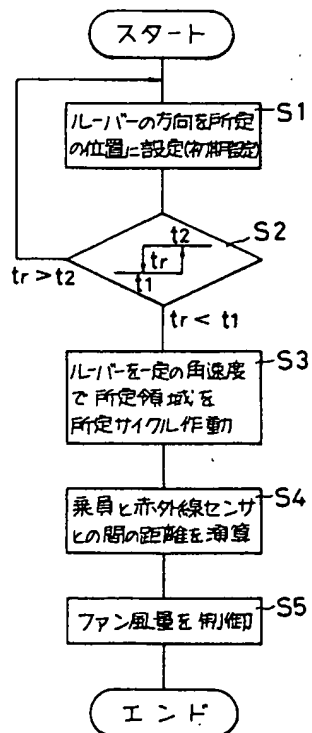 スタート
ルーバーの方向を所定
の位置に設定(初期設定)
S1
t2
tr
t1
S2
tr>t2
tr<t1
ルーバーを一定の角速度
で所定領域を
所定サイクル作動
S3
乗員と赤外線センサ
との間の距離を演算
S4
ファン風量を制御
S5
エンド